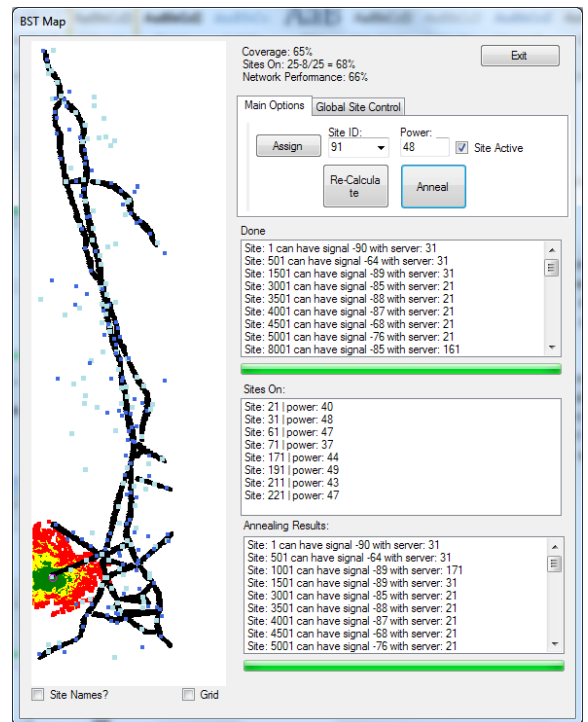 BST Map
Coverage: 65%
Sites On: 25-8/25 = 68%
Network Perfomance: 66%
Exit
Main Options
Global Site Control
Site ID:
Power:
Assign
91
48
Site Active
Re-Calcula
te
Anneal
Done
Site: 1 can have signal -90 with server: 31
Site: 501 can have signal -64 with server: 31
Site: 1501 can have signal -89 with server: 31
Site: 3001 can have signal -85 with server: 21
Site: 3501 can have signal -88 with server: 21
Site: 4001 can have signal -87 with server: 21
Site: 4501 can have signal -68 with server: 21
Site: 5001 can have signal -76 with server: 21
Site: 8001 can have signal -85 with server: 161
Sites On:
Site: 21 | power: 40
Site: 31 | power: 48
Site: 61 | power: 47
Site: 71 | power: 37
Site: 171 | power: 44
Site: 191 | power: 49
Site: 211 | power: 43
Site: 221 | power: 47
Annealing Results:
Site: 1 can have signal -90 with server: 31
Site: 501 can have signal -64 with server: 31
Site: 1001 can have signal -89 with server: 171
Site: 1501 can have signal -89 with server: 31
Site: 3001 can have signal -85 with server: 21
Site: 3501 can have signal -88 with server: 21
Site: 4001 can have signal -87 with server: 21
Site: 4501 can have signal -68 with server: 21
Site: 5001 can have signal -76 with server: 21
Site Names?
Grid